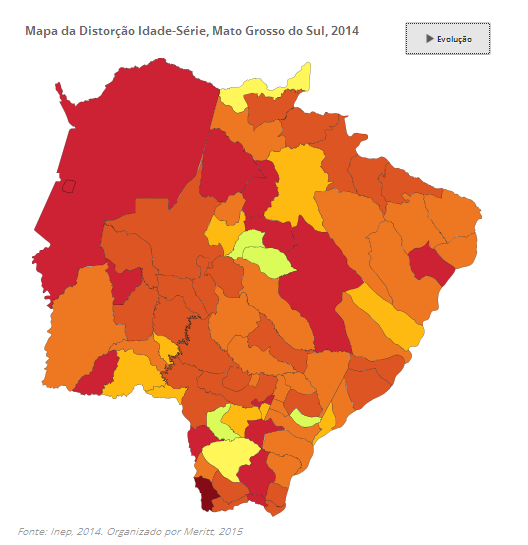 Mapa da Distorção Idade-Série, Mato Grosso do Sul, 2014
Evolução
Fonte: Inep, 2014. Organizado por Meritt, 2015